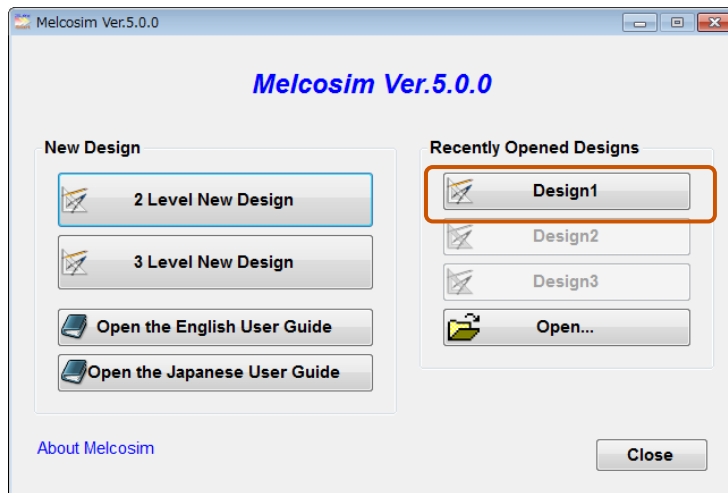 Melcosim Ver.5.0.0
Melcosim Ver.5.0.0
New Design
2 Level New Design
3 Level New Design
Open the English User Guide
Open the Japanese User Guide
Recently Opened Designs
Design1
Design2
Design3
Open...
About Melcosim
Close